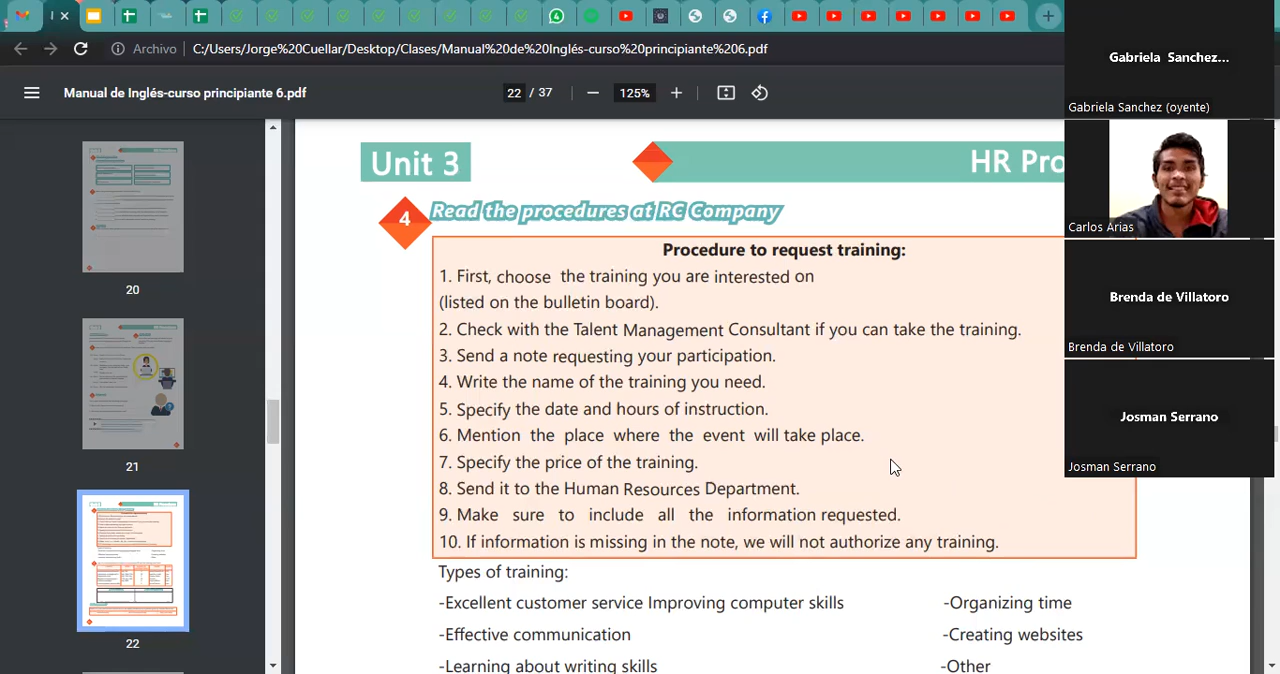 4
Gabriela Sanchez...
Gabriela Sanchez (oyente)
Archivo
C:/Users/Jorge%20Cuellar/Desktop/Clases/Manual%20de%20Inglés-curso%20principiante%206.pdf
Manual de Inglés-curso principiante 6.pdf
22 / 37
125%
20
21
22
Unit 3
HR Pro
4
Read the procedures at RC Company
Procedure to request training:
1. First, choose the training you are interested on
(listed on the bulletin board).
2. Check with the Talent Management Consultant if you can take the training.
3. Send a note requesting your participation.
4. Write the name of the training you need.
5. Specify the date and hours of instruction.
6. Mention the place where the event will take place.
7. Specify the price of the training.
8. Send it to the Human Resources Department.
9. Make sure to include all the information requested.
10. If information is missing in the note, we will not authorize any training.
Types of training:
-Excellent customer service Improving computer skills
-Organizing time
-Effective communication
-Creating websites
-Learning about writing skills
-Other
Carlos Arias
Brenda de Villatoro
Brenda de Villatoro
Josman Serrano
Josman Serrano